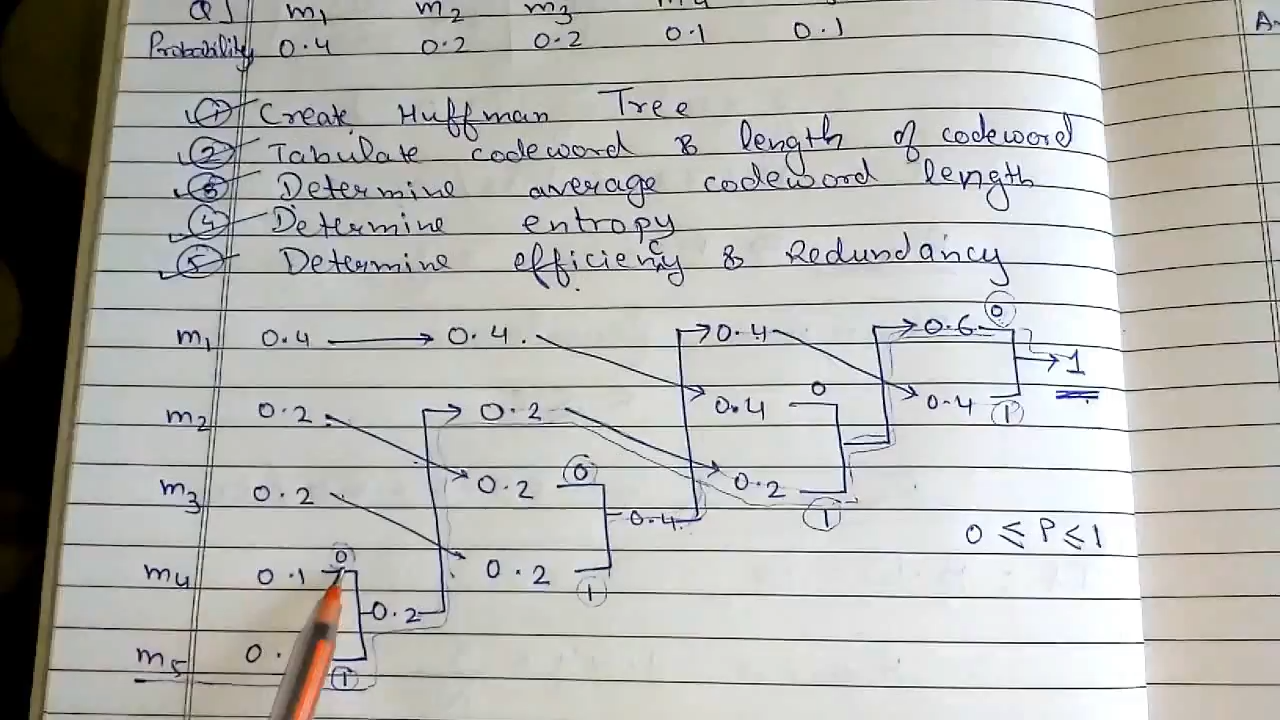 Q] m1 m2 m3
Probability 0.4 0.2 0.2 0.1 0.1
① Create Huffman Tree
② Tabulate codeword & length of codeword
③ Determine average codeword length
④ Determine entropy
⑤ Determine efficiency & Redundancy
m1 0.4 → 0.4 → 0.4 → 0.6 0 → 1
m2 0.2 → 0.2 0.4 0 0.4 1
m3 0.2 0.2 0 0.4 0.2 1
0 ≤ P ≤ 1
m4 0.1 0 0.2 0.2 1
m5 0. 1